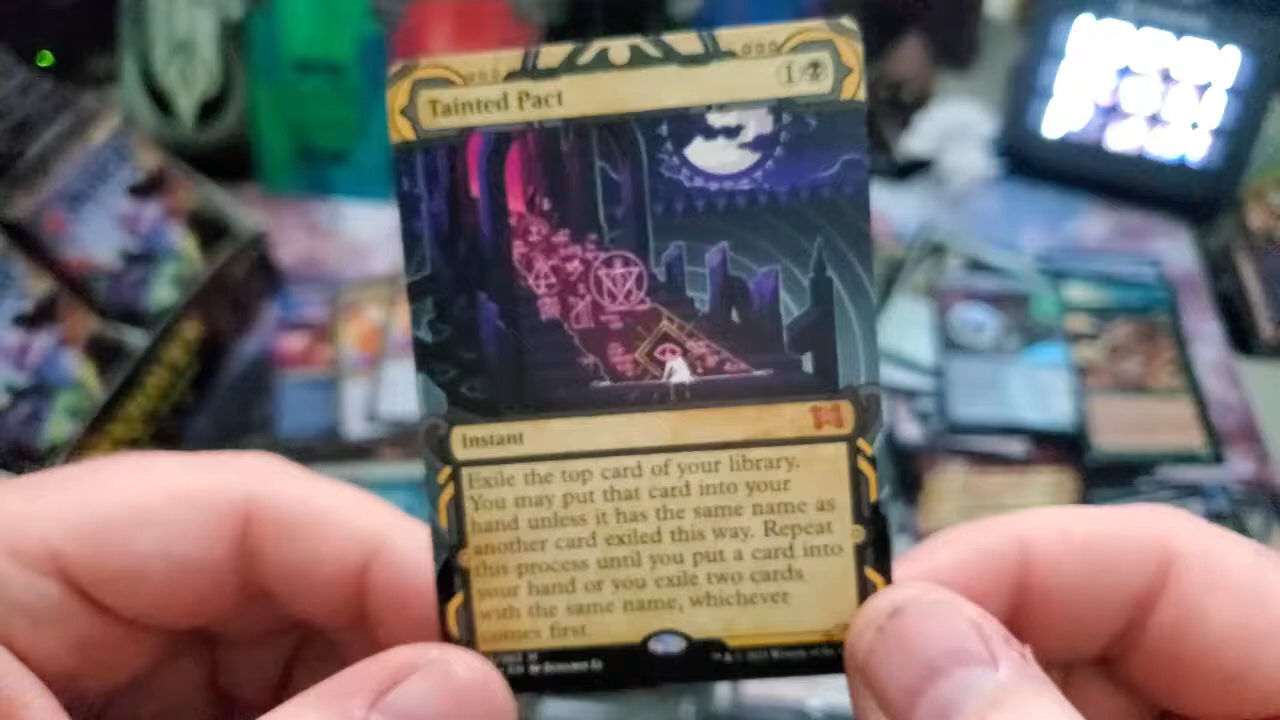 Tainted Pact
1
Instant
Exile the top card of your library.
You may put that card into your
hand unless it has the same name as
another card exiled this way. Repeat
this process until you put a card into
your hand or you exile two cards
with the same name, whichever
comes first.